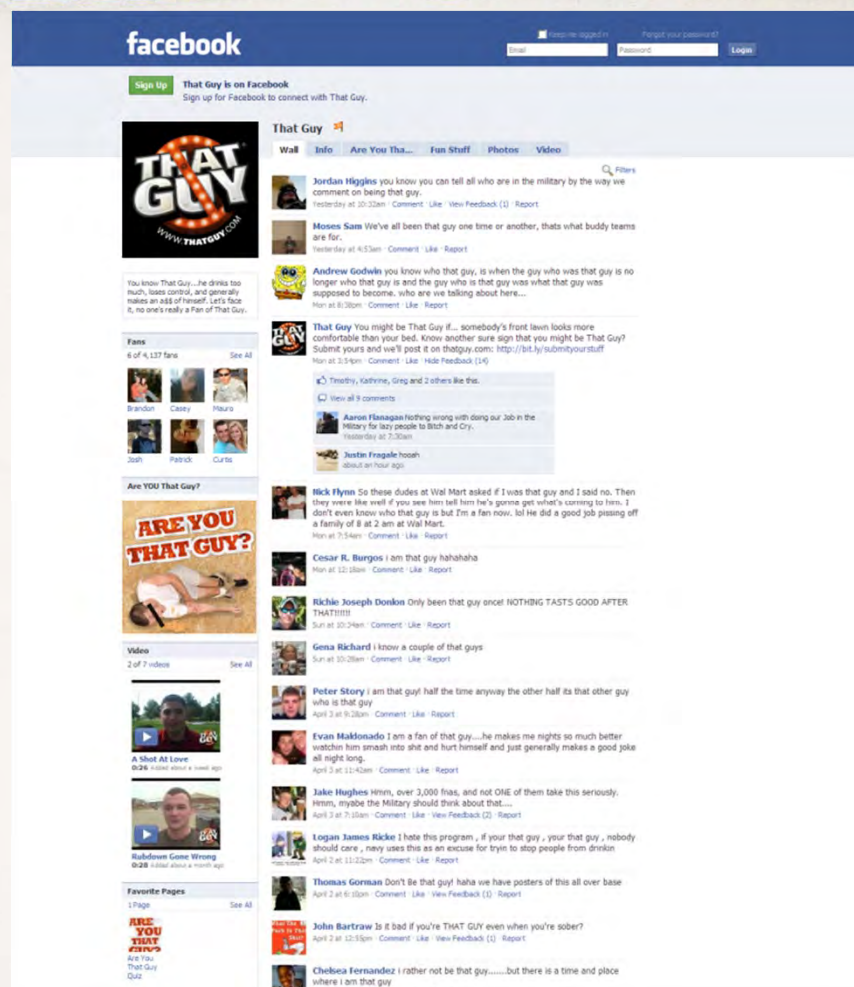 facebook
Keep me logged in
Forgot your password?
Email
Password
Login
Sign Up
That Guy is on Facebook
Sign up for Facebook to connect with That Guy.
THAT
GUY
WWW.THATGUY.COM
You know That Guy...he drinks too
much, loses control, and generally
makes an a$$ of himself. Let's face
it, no one's really a Fan of That Guy.
Fans
6 of 4,137 fans
See All
Brandon
Casey
Mauro
Josh
Patrick
Curtis
Are YOU That Guy?
ARE YOU
THAT GUY?
Video
2 of 7 videos
See All
A Shot At Love
0:26 Added about a week ago
Rubdown Gone Wrong
0:28 Added about a month ago
Favorite Pages
1 Page
See All
ARE
YOU
THAT
GUY?
Are You
That Guy
Quiz
That Guy
Wall Info Are You Tha... Fun Stuff Photos Video
Filters
Jordan Higgins you know you can tell all who are in the military by the way we
comment on being that guy.
Yesterday at 10:32am · Comment · Like · View Feedback (1) · Report
Moses Sam We've all been that guy one time or another, thats what buddy teams
are for.
Yesterday at 4:53am · Comment · Like · Report
Andrew Godwin you know who that guy, is when the guy who was that guy is no
longer who that guy is and the guy who is that guy was what that guy was
supposed to become. who are we talking about here...
Mon at 8:38pm · Comment · Like · Report
That Guy You might be That Guy if... somebody's front lawn looks more
comfortable than your bed. Know another sure sign that you might be That Guy?
Submit yours and we'll post it on thatguy.com: http://bit.ly/submityourstuff
Mon at 3:54pm · Comment · Like · Hide Feedback (14)
Timothy, Kathrine, Greg and 2 others like this.
View all 9 comments
Aaron Flanagan Nothing wrong with doing our Job in the
Military for lazy people to Bitch and Cry.
Yesterday at 7:30am
Justin Fragale hooah
about an hour ago
Nick Flynn So these dudes at Wal Mart asked if I was that guy and I said no. Then
they were like well if you see him tell him he's gonna get what's coming to him. I
don't even know who that guy is but I'm a fan now. lol He did a good job pissing off
a family of 8 at 2 am at Wal Mart.
Mon at 7:54am · Comment · Like · Report
Cesar R. Burgos i am that guy hahahaha
Mon at 12:18am · Comment · Like · Report
Richie Joseph Donlon Only been that guy once! NOTHING TASTS GOOD AFTER
THAT!!!!!!
Sun at 10:34am · Comment · Like · Report
Gena Richard i know a couple of that guys
Sun at 10:28am · Comment · Like · Report
Peter Story i am that guy! half the time anyway the other half its that other guy
who is that guy
April 3 at 9:28pm · Comment · Like · Report
Evan Maldonado I am a fan of that guy....he makes me nights so much better
watchin him smash into shit and hurt himself and just generally makes a good joke
all night long.
April 3 at 11:42am · Comment · Like · Report
Jake Hughes Hmm, over 3,000 fnas, and not ONE of them take this seriously.
Hmm, myabe the Military should think about that....
April 3 at 7:10am · Comment · Like · View Feedback (2) · Report
Logan James Ricke I hate this program , if your that guy , your that guy , nobody
should care , navy uses this as an excuse for tryin to stop people from drinkin
April 2 at 11:22pm · Comment · Like · Report
Thomas Gorman Don't Be that guy! haha we have posters of this all over base
April 2 at 6:10pm · Comment · Like · View Feedback (1) · Report
John Bartraw Is it bad if you're THAT GUY even when you're sober?
April 2 at 12:55pm · Comment · Like · View Feedback (1) · Report
Chelsea Fernandez i rather not be that guy.......but there is a time and place
where i am that guy